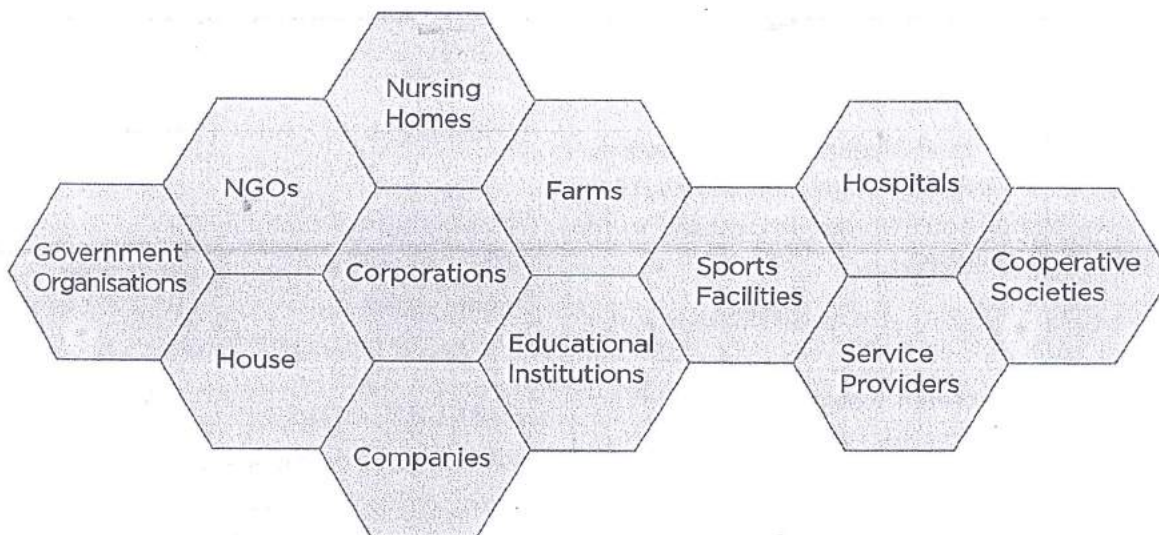 Nursing
Homes
NGOs
Farms
Hospitals
Government
Organisations
Corporations
Sports
Facilities
Cooperative
Societies
House
Educational
Institutions
Service
Providers
Companies